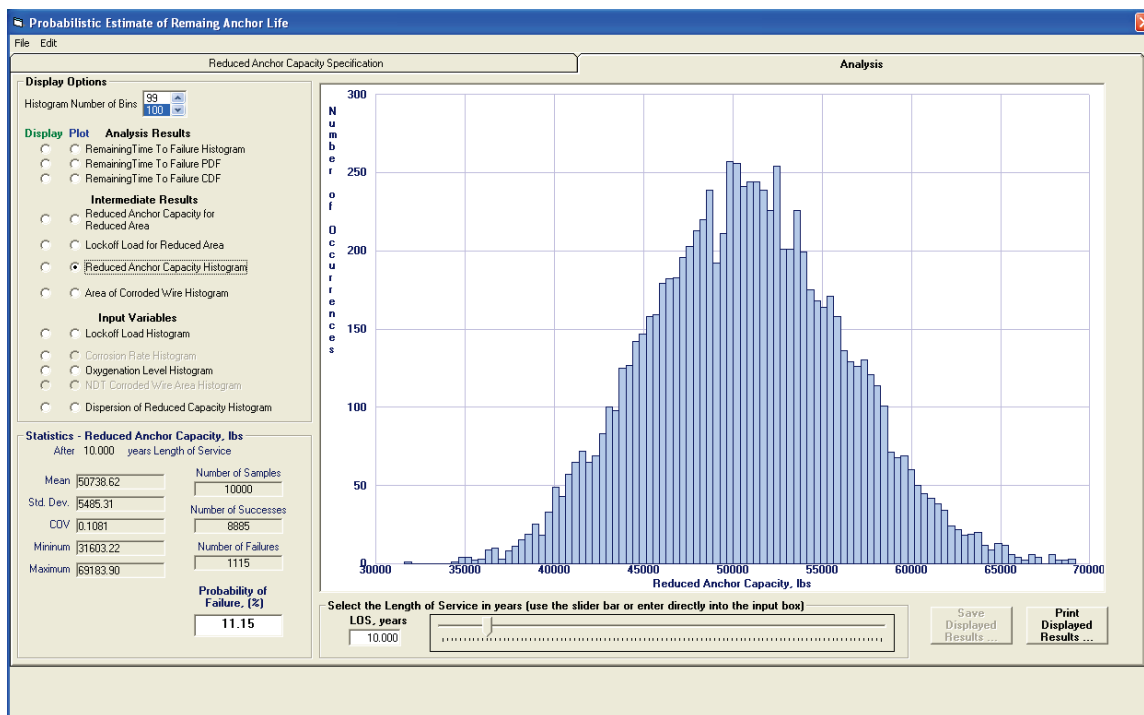 Probabilistic Estimate of Remaing Anchor Life
File Edit
Reduced Anchor Capacity Specification
Analysis
Display Options
Histogram Number of Bins
99
100
Display Plot Analysis Results
RemainingTime To Failure Histogram
RemainingTime To Failure PDF
RemainingTime To Failure CDF
Intermediate Results
Reduced Anchor Capacity for
Reduced Area
Lockoff Load for Reduced Area
Reduced Anchor Capacity Histogram
Area of Corroded Wire Histogram
Input Variables
Lockoff Load Histogram
Corrosion Rate Histogram
Oxygenation Level Histogram
NDT Corroded Wire Area Histogram
Dispersion of Reduced Capacity Histogram
Statistics - Reduced Anchor Capacity, lbs
After 10.000 years Length of Service
Mean 50738.62
Std. Dev. 5485.31
COV 0.1081
Mininum 31603.22
Maximum 69183.90
Number of Samples
10000
Number of Successes
8885
Number of Failures
1115
Probability of
Failure, (%)
11.15
Number of Occurrences
300
250
200
150
100
50
0
30000 35000 40000 45000 50000 55000 60000 65000 70000
Reduced Anchor Capacity, lbs
Select the Length of Service in years (use the slider bar or enter directly into the input box)
LOS, years
10.000
Save
Displayed
Results ...
Print
Displayed
Results ...